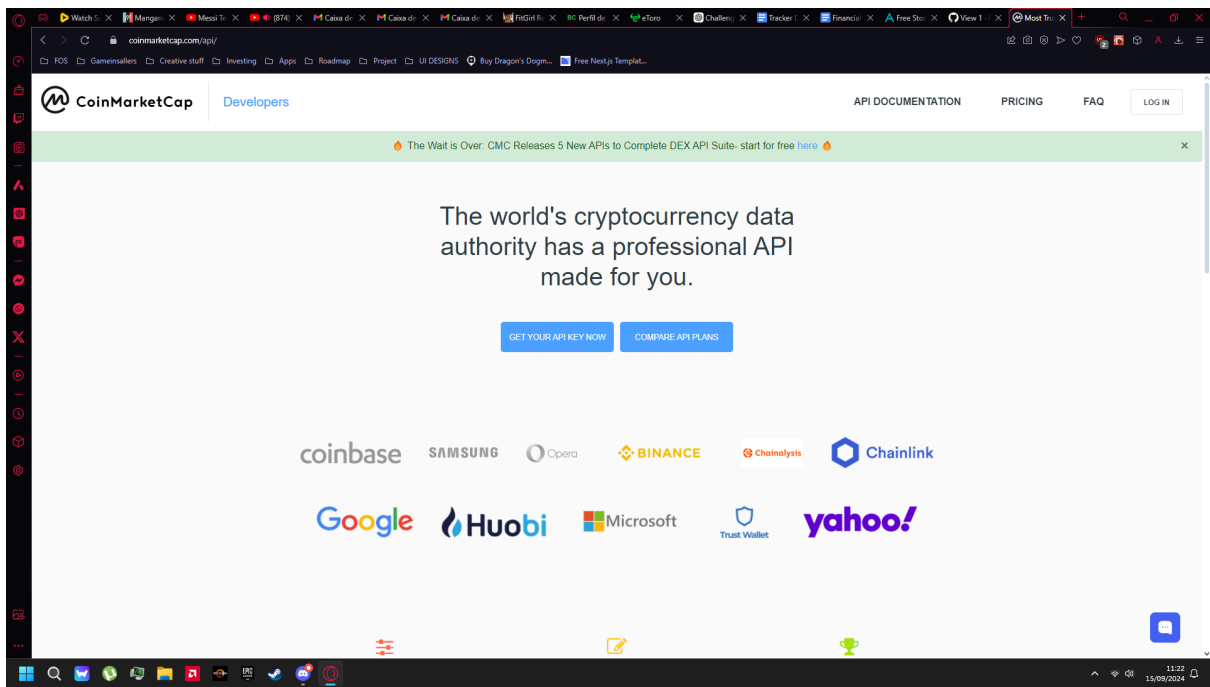 Watch S
Mangan
Messi Te
(874)
Caixa de
Caixa de
Caixa de
FitGirl Re
BC Perfil de
eToro
Challeng
Tracker
Financial
A Free Stoc
View 1 -
Most Tru
coinmarketcap.com/api/
FOS
Gameinsallers
Creative stuff
Investing
Apps
Roadmap
Project
UI DESIGNS
Buy Dragon's Dogm...
Free Next.js Templat...
CoinMarketCap
Developers
API DOCUMENTATION
PRICING
FAQ
LOG IN
The Wait is Over: CMC Releases 5 New APIs to Complete DEX API Suite- start for free here
The world's cryptocurrency data
authority has a professional API
made for you.
GET YOUR API KEY NOW
COMPARE API PLANS
coinbase
SAMSUNG
Opera
BINANCE
Chainalysis
Chainlink
Google
Huobi
Microsoft
Trust Wallet
yahoo!
EPIC
11:22
15/09/2024